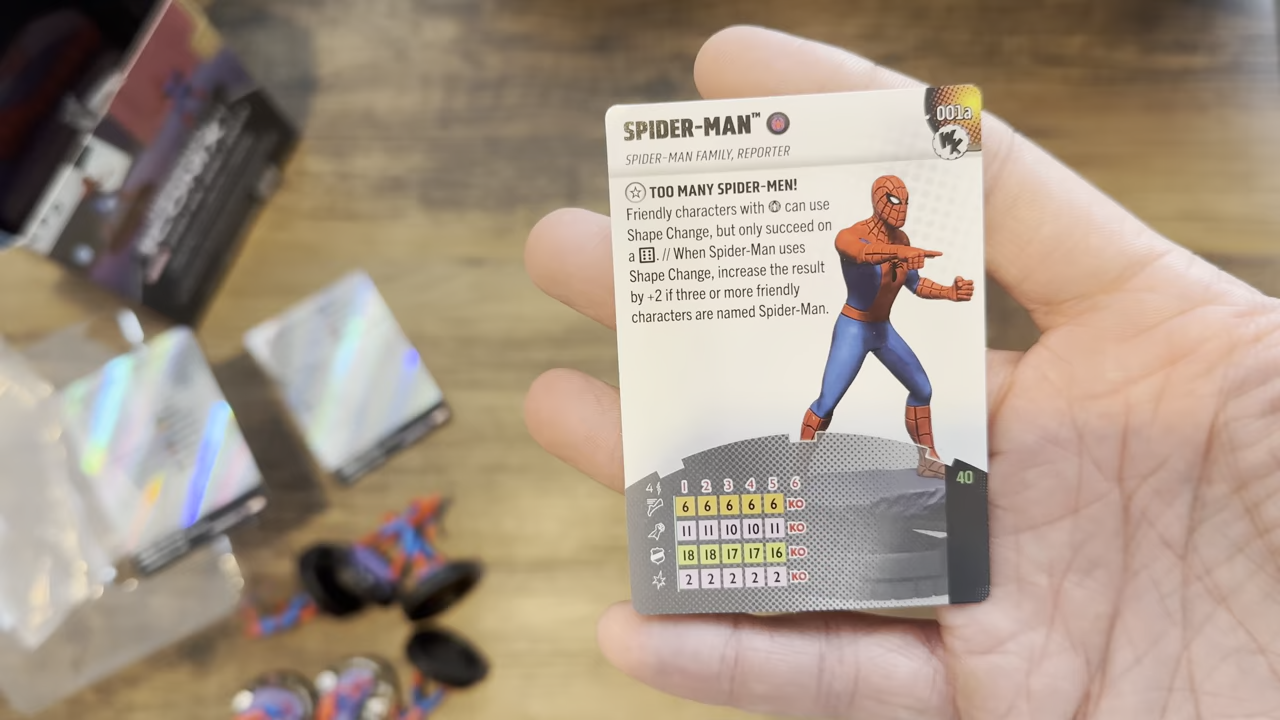 SPIDER-MAN™
001a
WK
SPIDER-MAN FAMILY, REPORTER
TOO MANY SPIDER-MEN!
Friendly characters with can use
Shape Change, but only succeed on
a ⚅. // When Spider-Man uses
Shape Change, increase the result
by +2 if three or more friendly
characters are named Spider-Man.
40
4 1 2 3 4 5 6
6 6 6 6 6 KO
11 11 10 10 11 KO
18 18 17 17 16 KO
2 2 2 2 2 KO